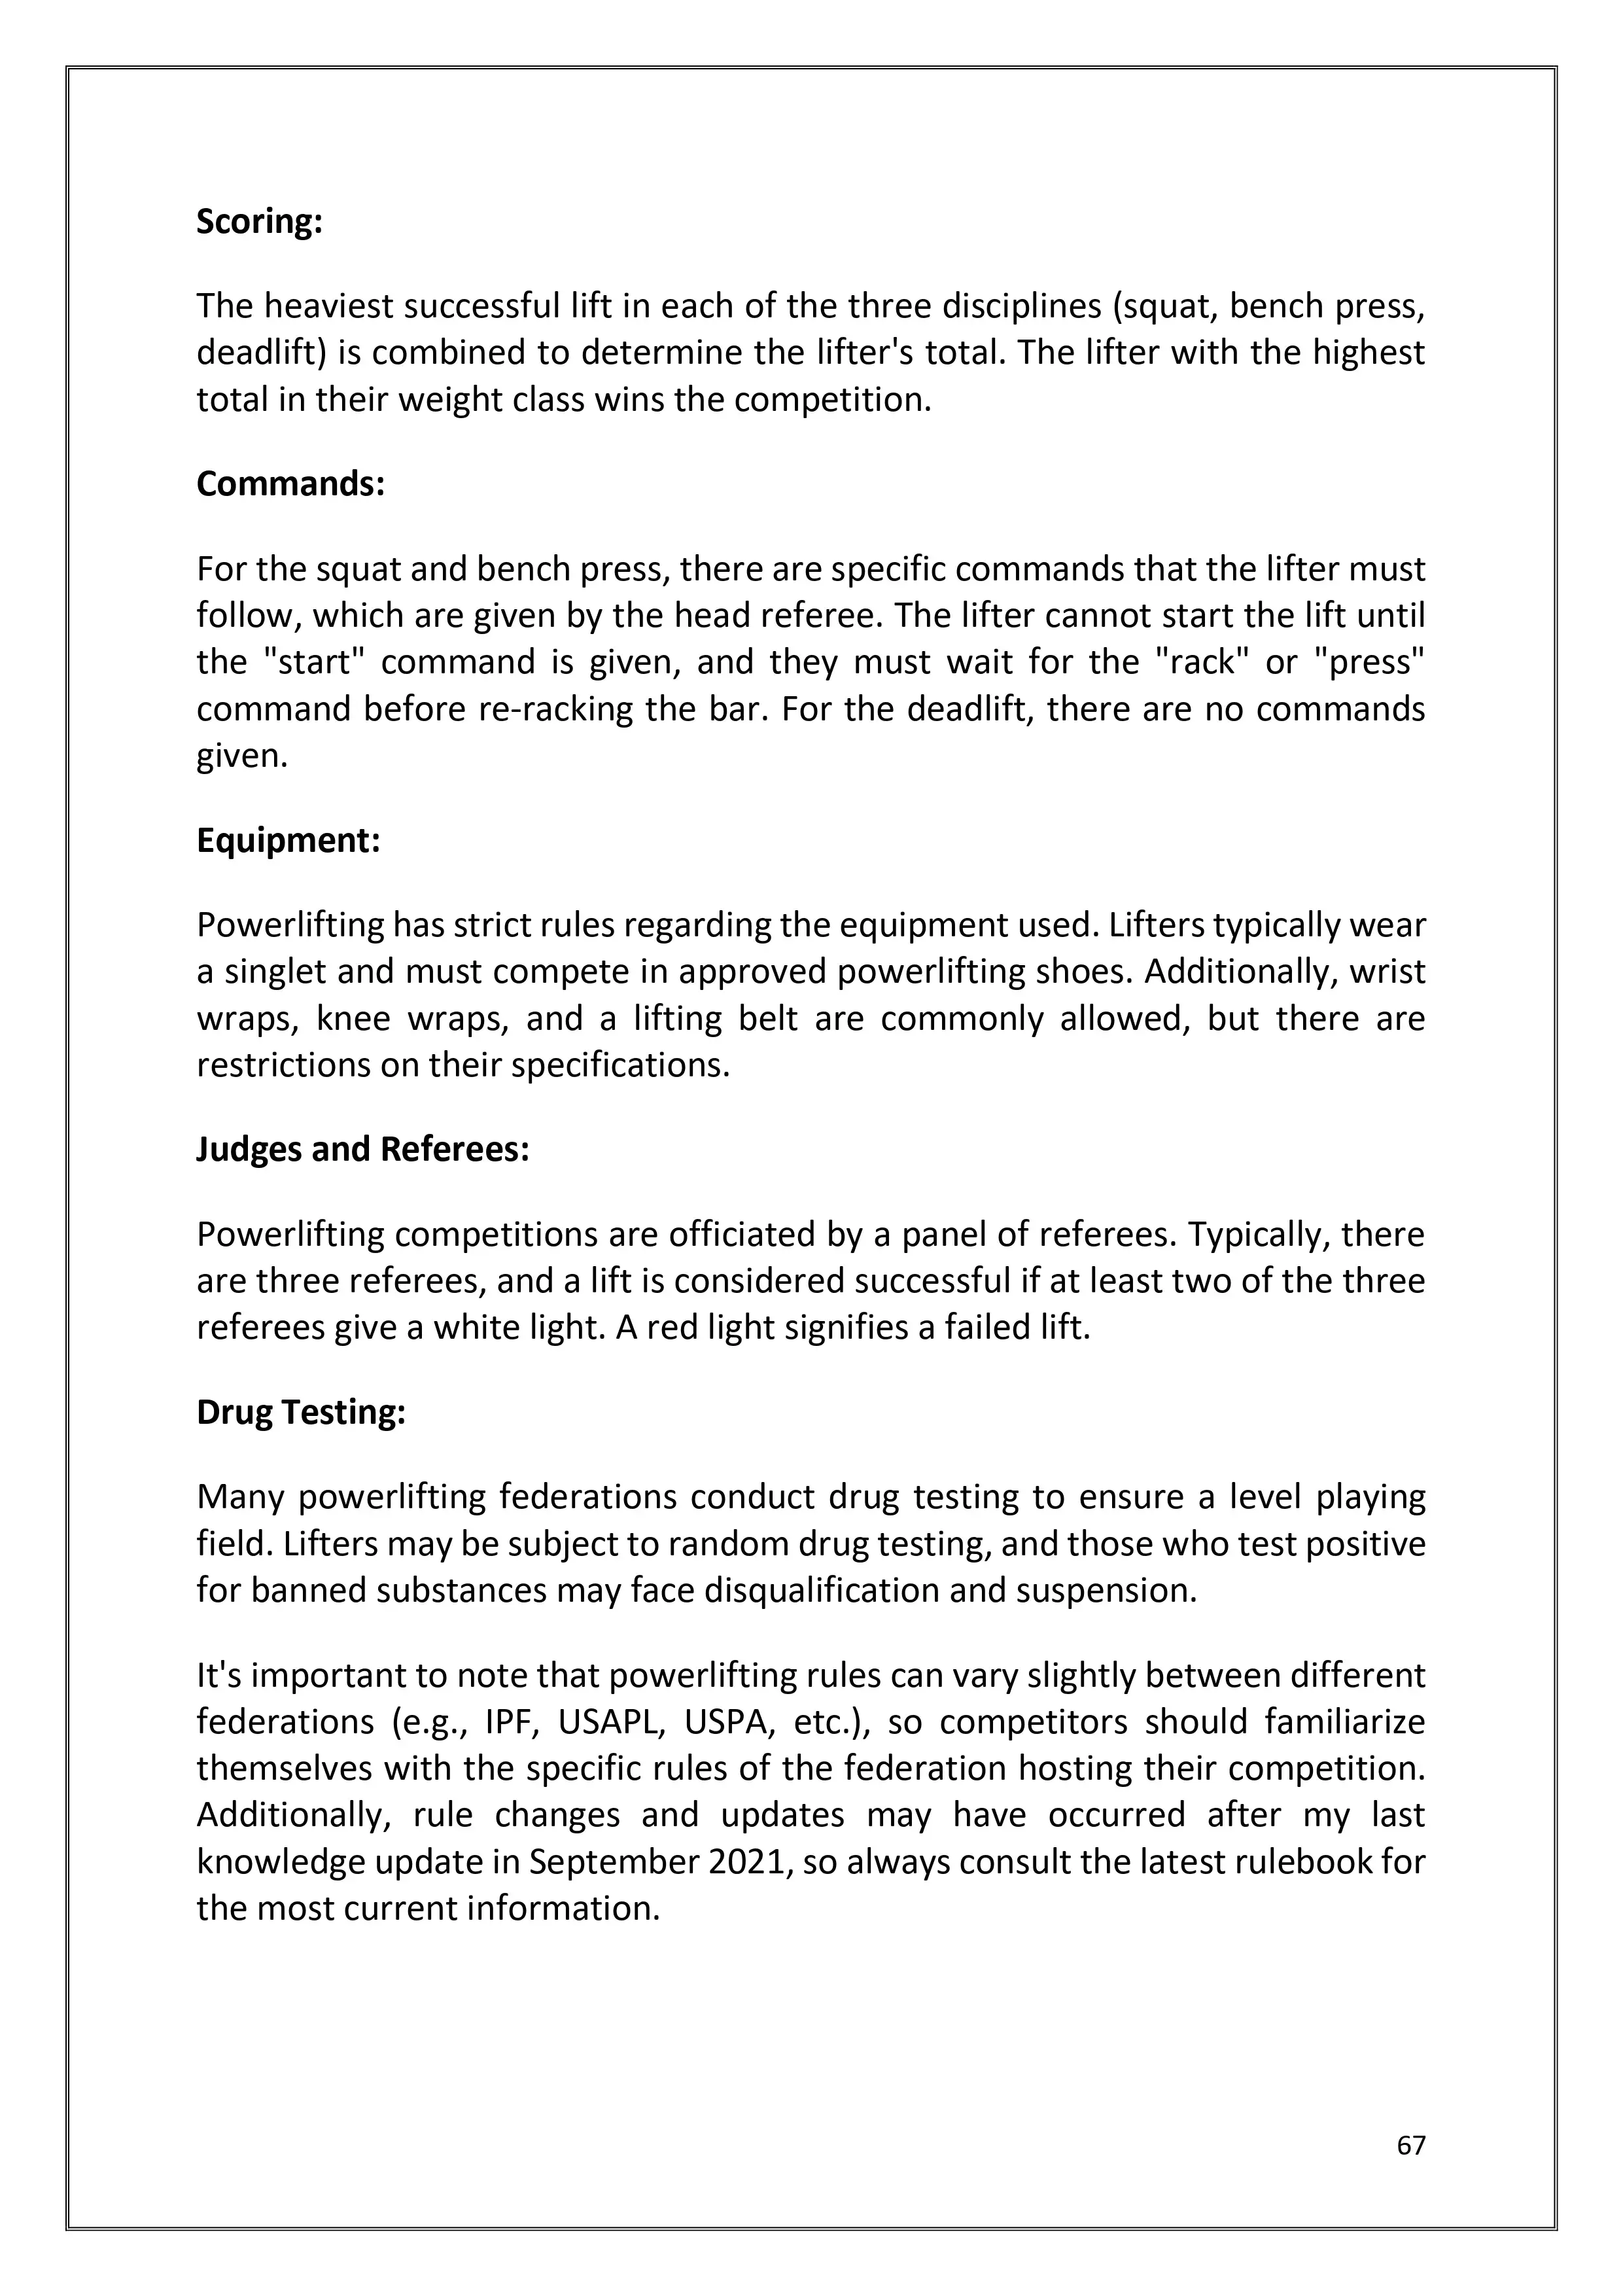 Scoring:
The heaviest successful lift in each of the three disciplines (squat, bench press,
deadlift) is combined to determine the lifter's total. The lifter with the highest
total in their weight class wins the competition.
Commands:
For the squat and bench press, there are specific commands that the lifter must
follow, which are given by the head referee. The lifter cannot start the lift until
the "start" command is given, and they must wait for the "rack" or "press"
command before re-racking the bar. For the deadlift, there are no commands
given.
Equipment:
Powerlifting has strict rules regarding the equipment used. Lifters typically wear
a singlet and must compete in approved powerlifting shoes. Additionally, wrist
wraps, knee wraps, and a lifting belt are commonly allowed, but there are
restrictions on their specifications.
Judges and Referees:
Powerlifting competitions are officiated by a panel of referees. Typically, there
are three referees, and a lift is considered successful if at least two of the three
referees give a white light. A red light signifies a failed lift.
Drug Testing:
Many powerlifting federations conduct drug testing to ensure a level playing
field. Lifters may be subject to random drug testing, and those who test positive
for banned substances may face disqualification and suspension.
It's important to note that powerlifting rules can vary slightly between different
federations (e.g., IPF, USAPL, USPA, etc.), so competitors should familiarize
themselves with the specific rules of the federation hosting their competition.
Additionally, rule changes and updates may have occurred after my last
knowledge update in September 2021, so always consult the latest rulebook for
the most current information.
67